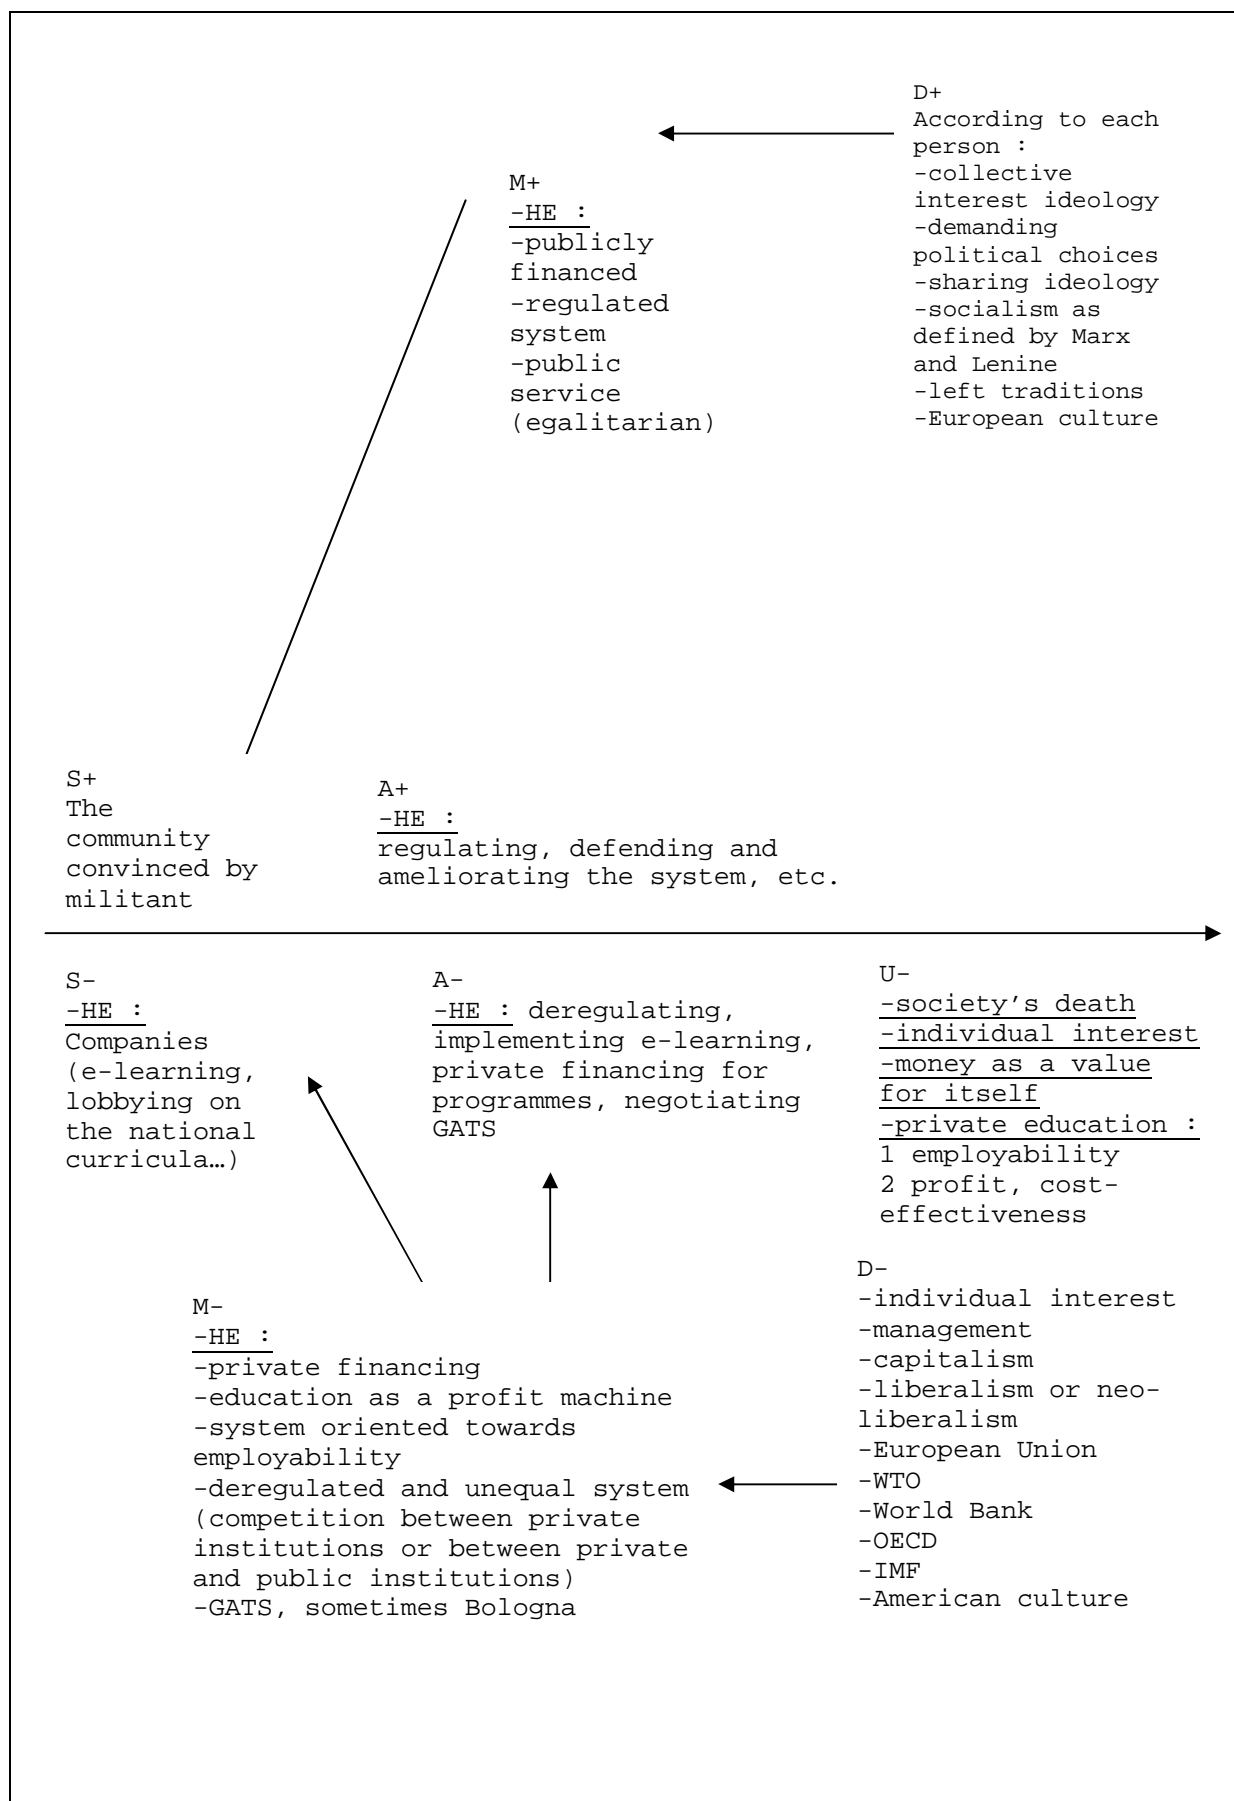 D+
According to each
person :
-collective
interest ideology
-demanding
political choices
-sharing ideology
-socialism as
defined by Marx
and Lenine
-left traditions
-European culture
M+
-HE :
-publicly
financed
-regulated
system
-public
service
(egalitarian)
S+
The
community
convinced by
militant
A+
-HE :
regulating, defending and
ameliorating the system, etc.
S-
-HE :
Companies
(e-learning,
lobbying on
the national
curricula…)
A-
-HE : deregulating,
implementing e-learning,
private financing for
programmes, negotiating
GATS
U-
-society’s death
-individual interest
-money as a value
for itself
-private education :
1 employability
2 profit, cost-
effectiveness
M-
-HE :
-private financing
-education as a profit machine
-system oriented towards
employability
-deregulated and unequal system
(competition between private
institutions or between private
and public institutions)
-GATS, sometimes Bologna
D-
-individual interest
-management
-capitalism
-liberalism or neo-
liberalism
-European Union
-WTO
-World Bank
-OECD
-IMF
-American culture